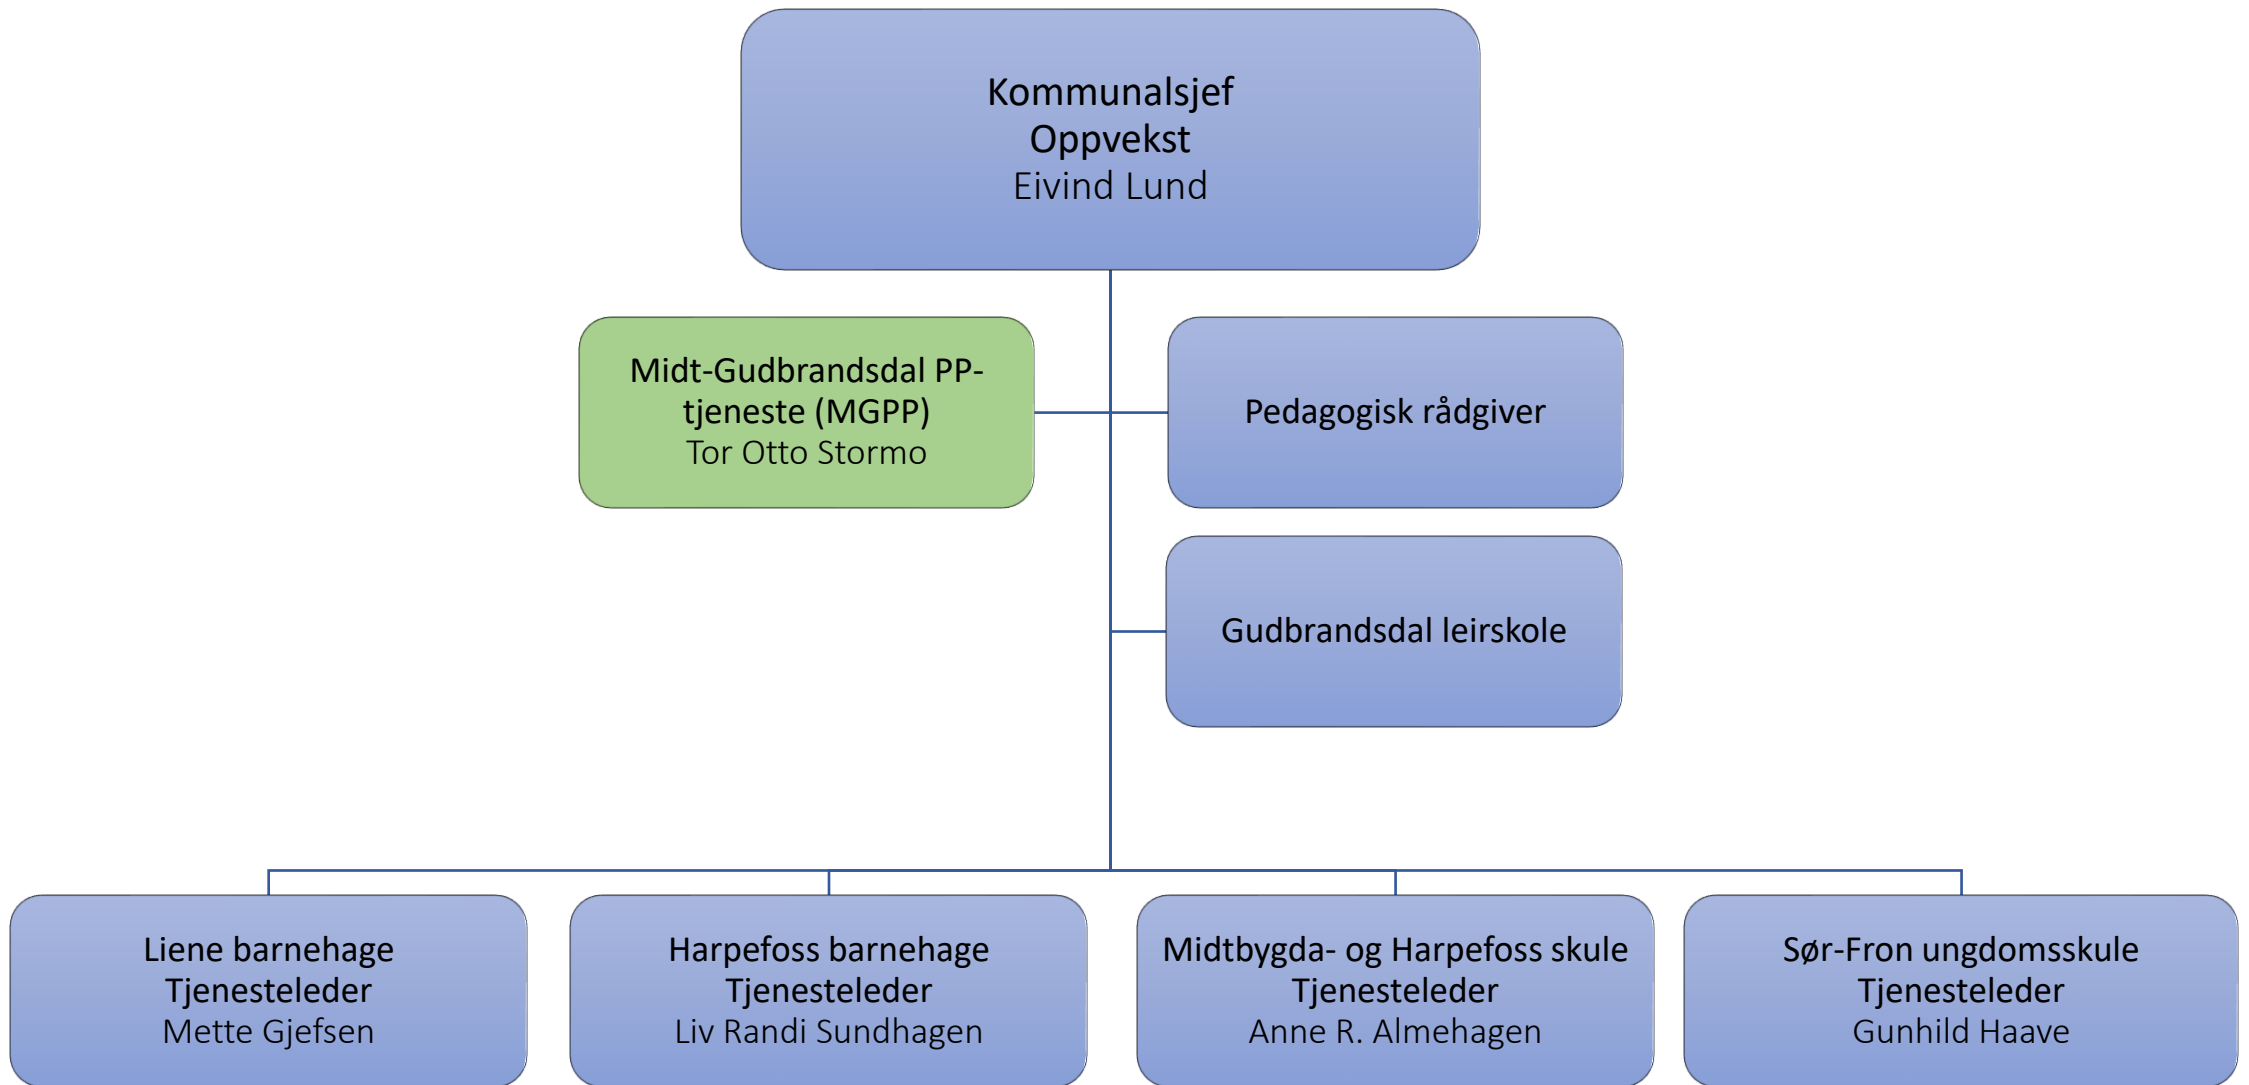 Kommunalsjef
Oppvekst
Eivind Lund
Midt-Gudbrandsdal PP-
tjeneste (MGPP)
Tor Otto Stormo
Pedagogisk rådgiver
Gudbrandsdal leirskole
Liene barnehage
Tjenesteleder
Mette Gjefsen
Harpefoss barnehage
Tjenesteleder
Liv Randi Sundhagen
Midtbygda- og Harpefoss skule
Tjenesteleder
Anne R. Almehagen
Sør-Fron ungdomsskule
Tjenesteleder
Gunhild Haave